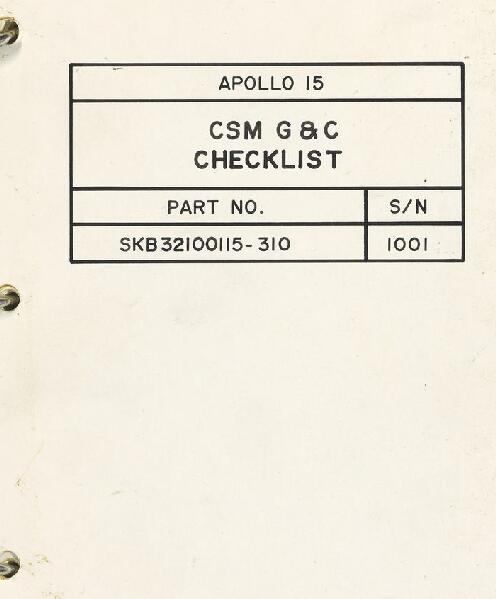 APOLLO 15
CSM G & C
CHECKLIST
PART NO. S/N
SKB32100115-310 1001